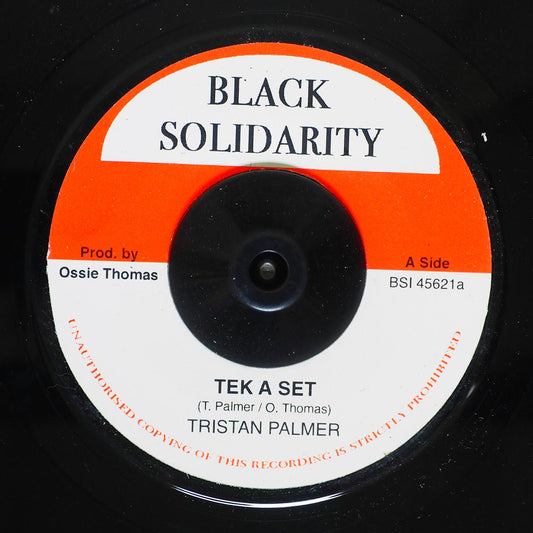 BLACK
SOLIDARITY
Prod. by
Ossie Thomas
A Side
BSI 45621a
TEK A SET
(T. Palmer / O. Thomas)
TRISTAN PALMER
UNAUTHORISED COPYING OF THIS RECORDING IS STRICTLY PROHIBITED